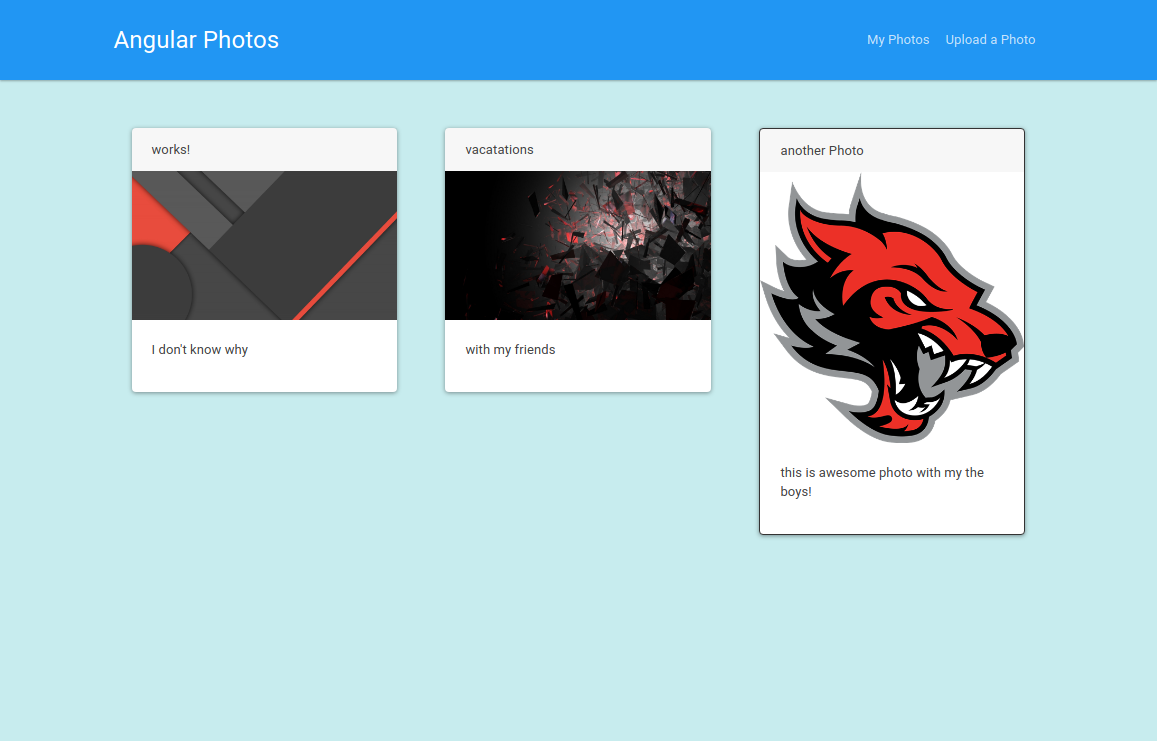 Angular Photos
My Photos
Upload a Photo
works!
I don't know why
vacatations
with my friends
another Photo
this is awesome photo with my the
boys!